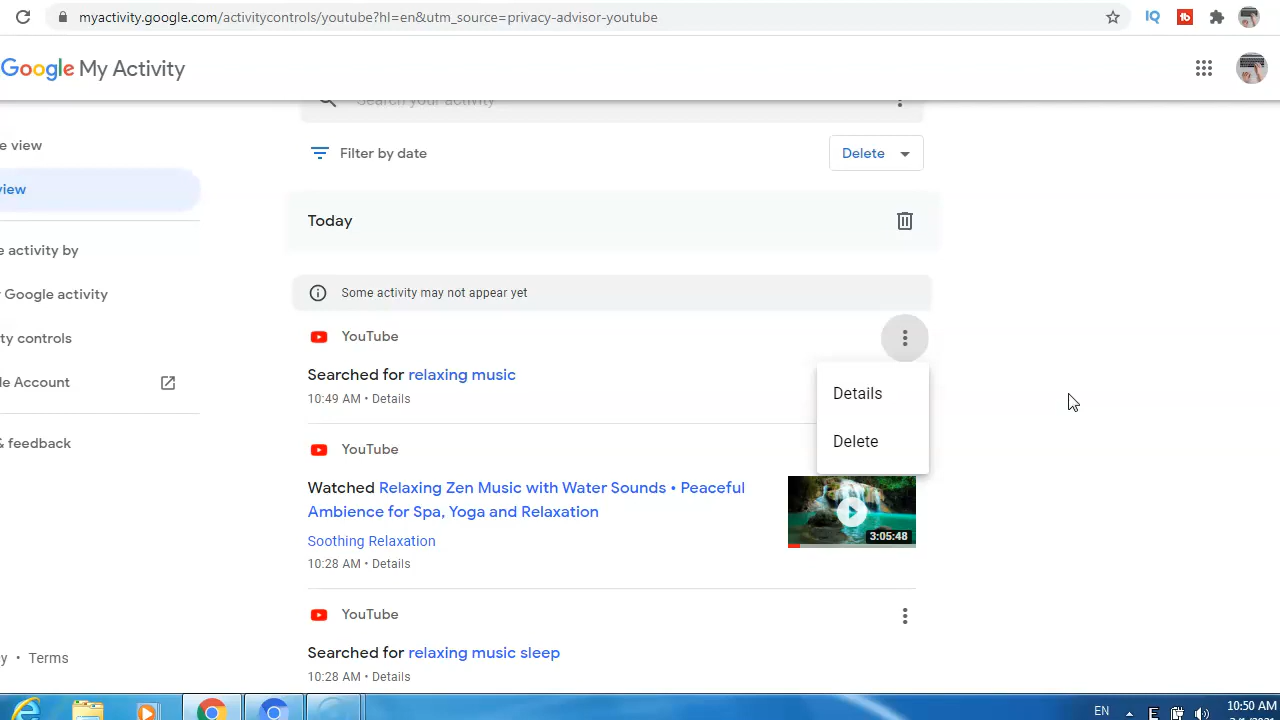 myactivity.google.com/activitycontrols/youtube?hl=en&utm_source=privacy-advisor-youtube
IQ
Google My Activity
Search your activity
e view
Filter by date
Delete
view
Today
e activity by
Google activity
Some activity may not appear yet
ty controls
YouTube
Searched for relaxing music
10:49 AM • Details
Details
Delete
le Account
& feedback
YouTube
Watched Relaxing Zen Music with Water Sounds • Peaceful
Ambience for Spa, Yoga and Relaxation
Soothing Relaxation
10:28 AM • Details
3:05:48
YouTube
Searched for relaxing music sleep
10:28 AM • Details
y • Terms
EN
10:50 AM